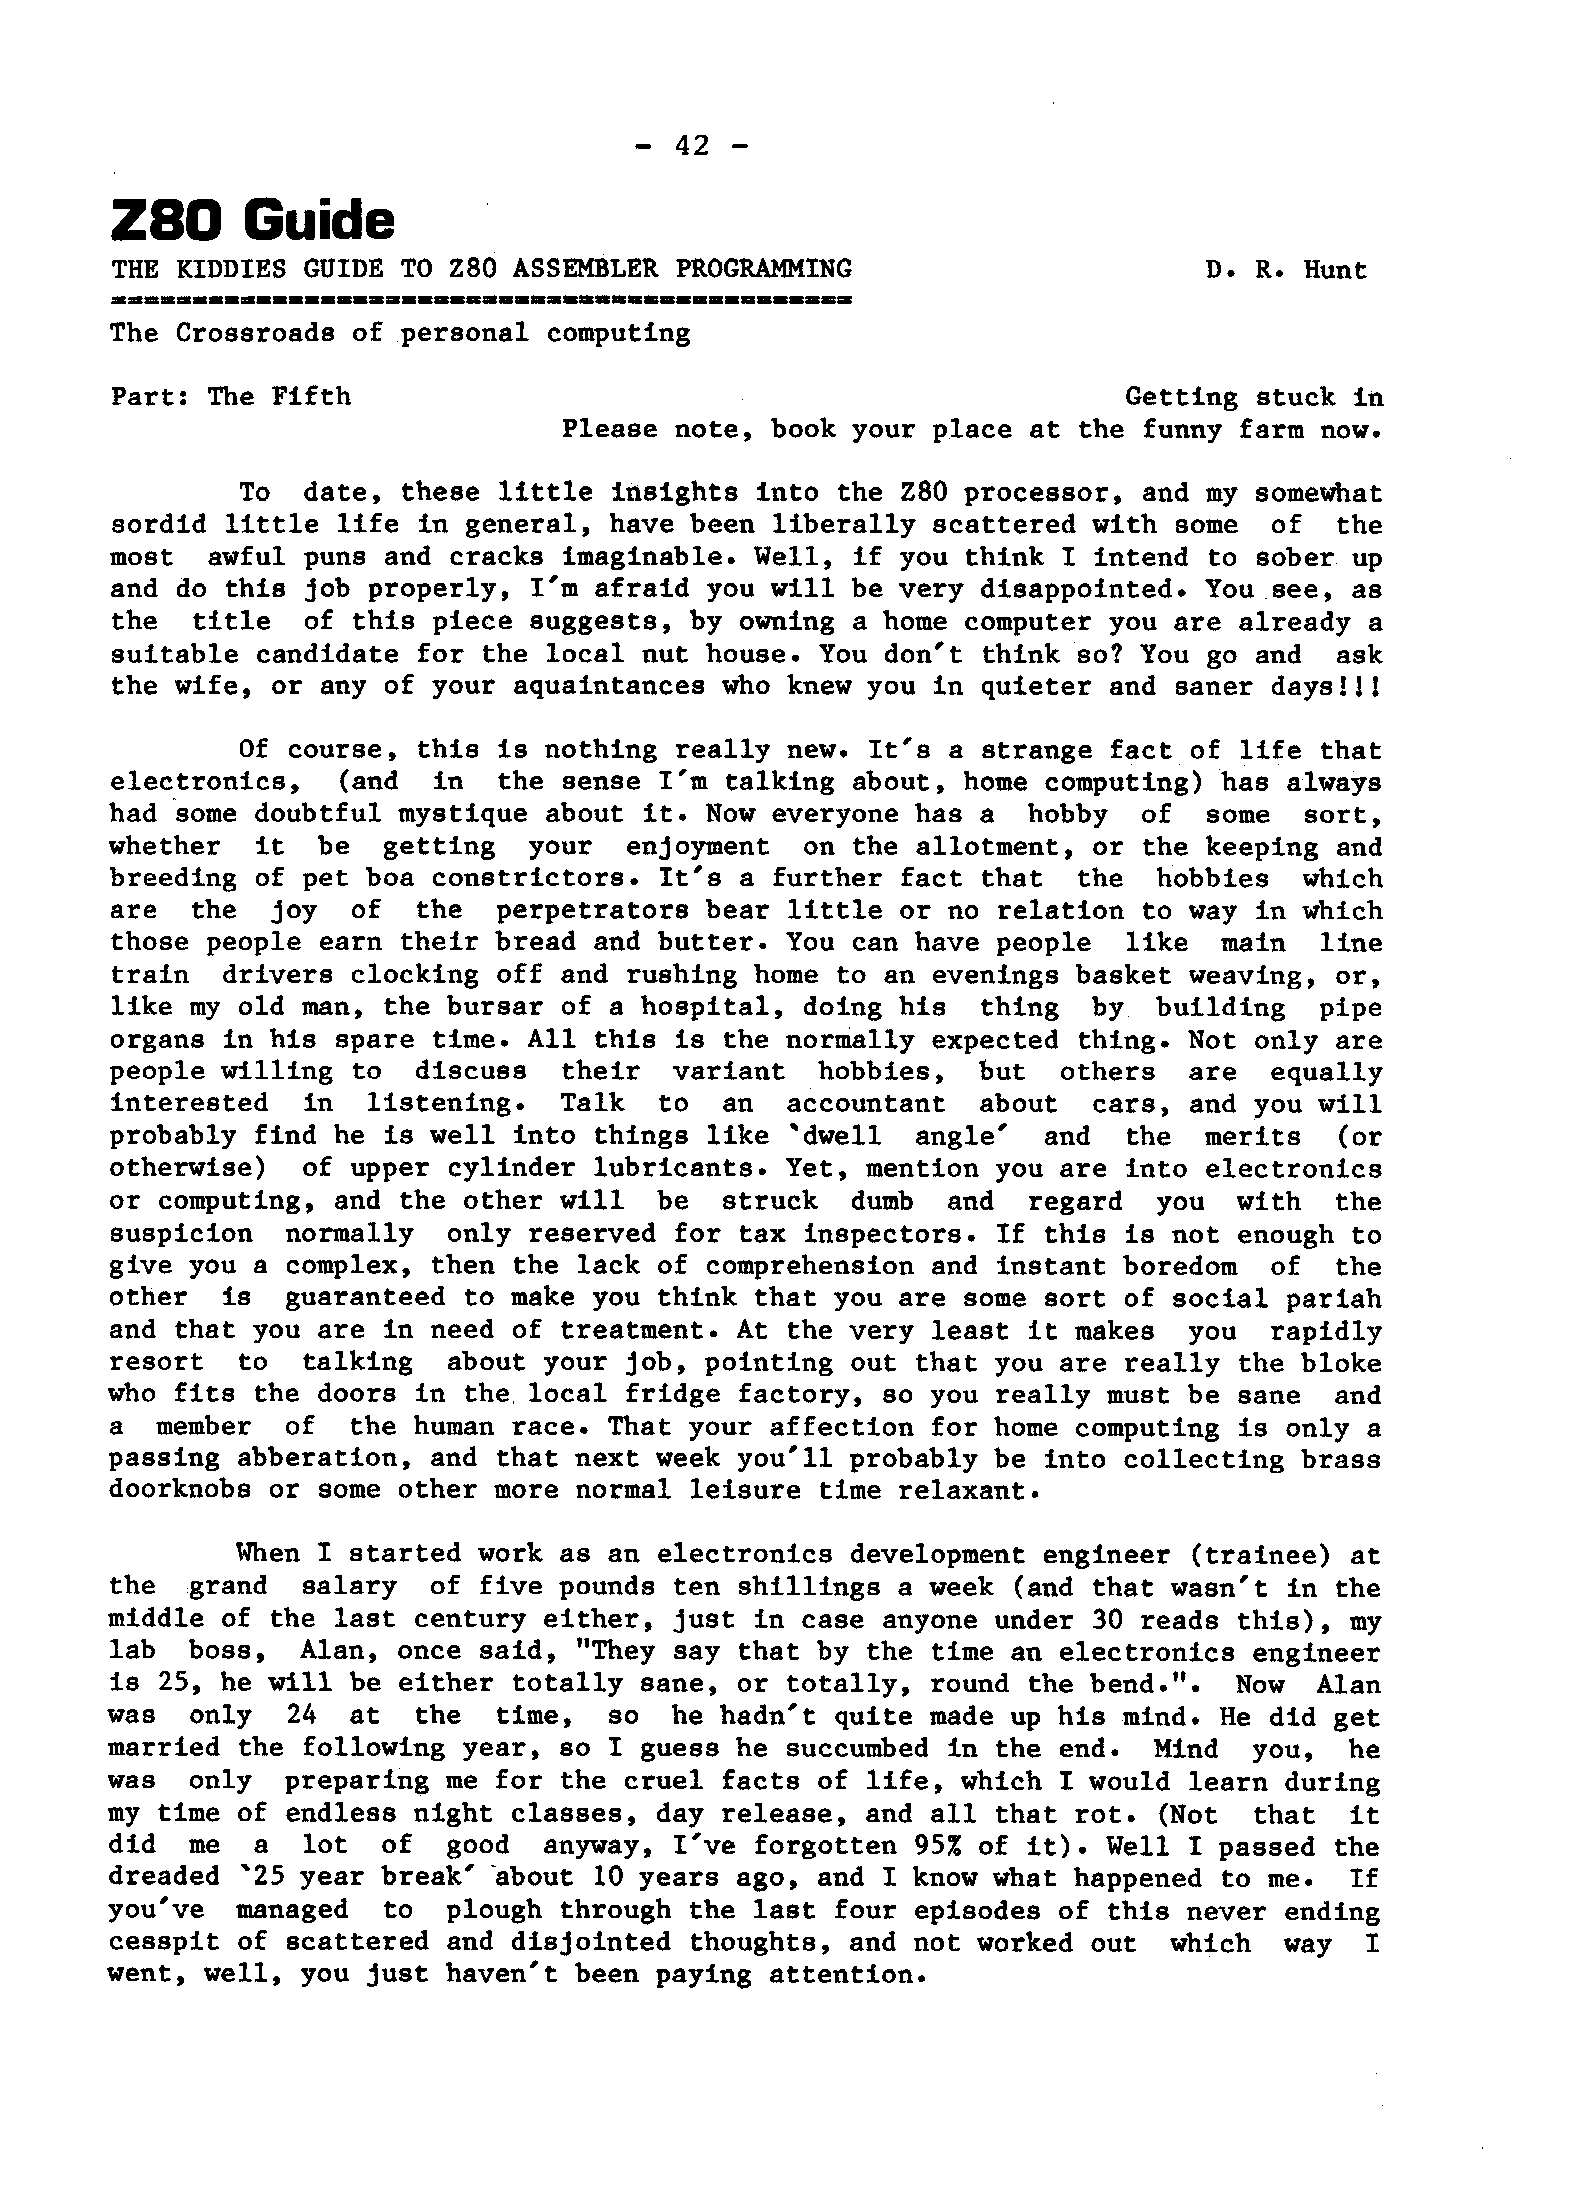 - 42 -
Z80 Guide
THE KIDDIES GUIDE TO Z80 ASSEMBLER PROGRAMMING D. R. Hunt
==============================================
The Crossroads of personal computing
Part: The Fifth Getting stuck in
Please note, book your place at the funny farm now.
To date, these little insights into the Z80 processor, and my somewhat
sordid little life in general, have been liberally scattered with some of the
most awful puns and cracks imaginable. Well, if you think I intend to sober up
and do this job properly, I'm afraid you will be very disappointed. You see, as
the title of this piece suggests, by owning a home computer you are already a
suitable candidate for the local nut house. You don't think so? You go and ask
the wife, or any of your aquaintances who knew you in quieter and saner days!!!
Of course, this is nothing really new. It's a strange fact of life that
electronics, (and in the sense I'm talking about, home computing) has always
had some doubtful mystique about it. Now everyone has a hobby of some sort,
whether it be getting your enjoyment on the allotment, or the keeping and
breeding of pet boa constrictors. It's a further fact that the hobbies which
are the joy of the perpetrators bear little or no relation to way in which
those people earn their bread and butter. You can have people like main line
train drivers clocking off and rushing home to an evenings basket weaving, or,
like my old man, the bursar of a hospital, doing his thing by building pipe
organs in his spare time. All this is the normally expected thing. Not only are
people willing to discuss their variant hobbies, but others are equally
interested in listening. Talk to an accountant about cars, and you will
probably find he is well into things like `dwell angle' and the merits (or
otherwise) of upper cylinder lubricants. Yet, mention you are into electronics
or computing, and the other will be struck dumb and regard you with the
suspicion normally only reserved for tax inspectors. If this is not enough to
give you a complex, then the lack of comprehension and instant boredom of the
other is guaranteed to make you think that you are some sort of social pariah
and that you are in need of treatment. At the very least it makes you rapidly
resort to talking about your job, pointing out that you are really the bloke
who fits the doors in the local fridge factory, so you really must be sane and
a member of the human race. That your affection for home computing is only a
passing abberation, and that next week you'll probably be into collecting brass
doorknobs or some other more normal leisure time relaxant.
When I started work as an electronics development engineer (trainee) at
the grand salary of five pounds ten shillings a week (and that wasn't in the
middle of the last century either, just in case anyone under 30 reads this), my
lab boss, Alan, once said, "They say that by the time an electronics engineer
is 25, he will be either totally sane, or totally, round the bend.". Now Alan
was only 24 at the time, so he hadn't quite made up his mind. He did get
married the following year, so I guess he succumbed in the end. Mind you, he
was only preparing me for the cruel facts of life, which I would learn during
my time of endless night classes, day release, and all that rot. (Not that it
did me a lot of good anyway, I've forgotten 95% of it). Well I passed the
dreaded `25 year break' about 10 years ago, and I know what happened to me. If
you've managed to plough through the last four episodes of this never ending
cesspit of scattered and disjointed thoughts, and not worked out which way I
went, well, you just haven't been paying attention.